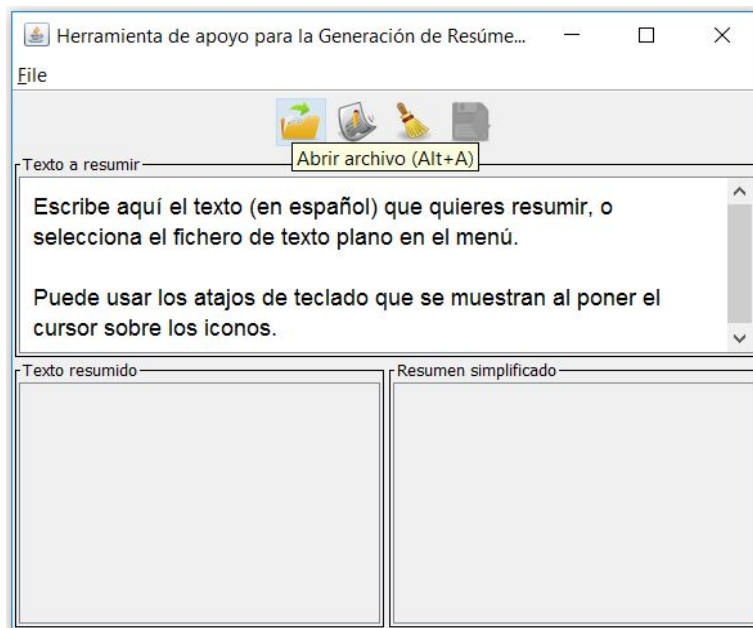 Herramienta de apoyo para la Generación de Resúme...
File
Abrir archivo (Alt+A)
Texto a resumir
Escribe aquí el texto (en español) que quieres resumir, o
selecciona el fichero de texto plano en el menú.
Puede usar los atajos de teclado que se muestran al poner el
cursor sobre los iconos.
Texto resumido
Resumen simplificado